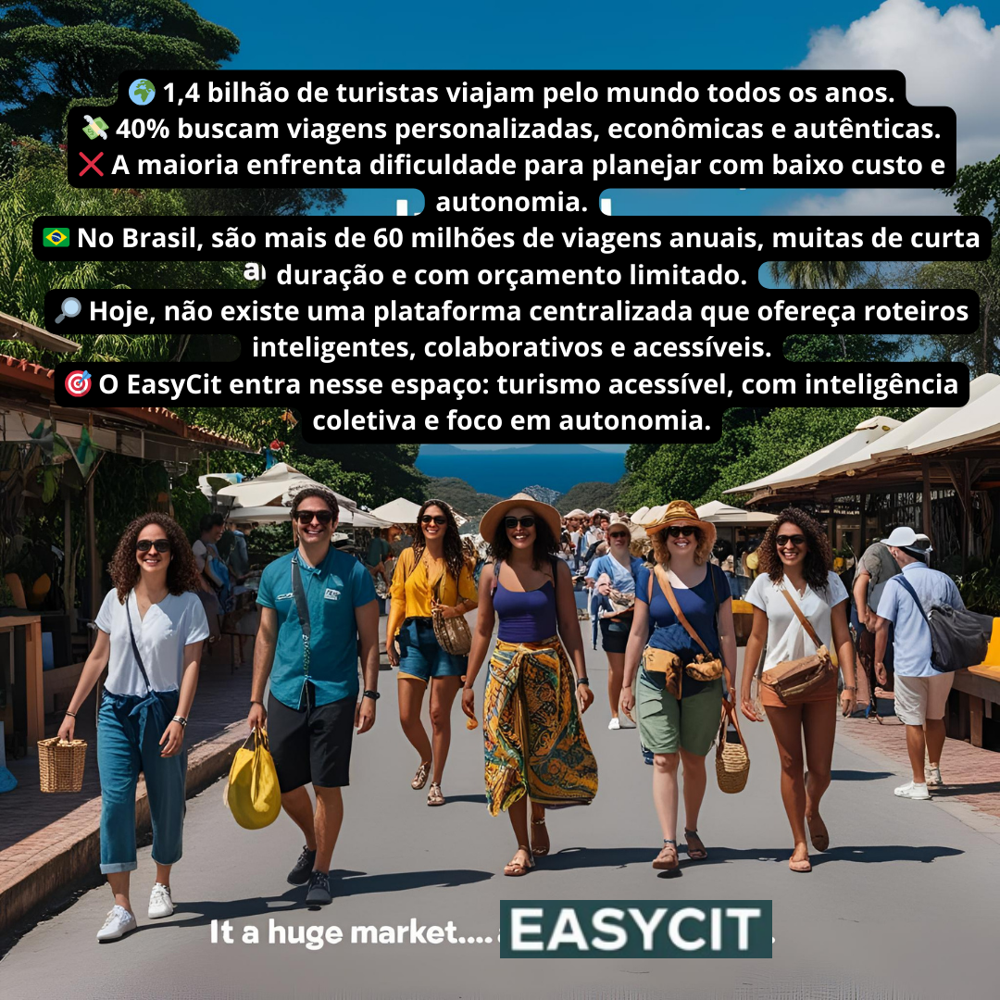 🌍 1,4 bilhão de turistas viajam pelo mundo todos os anos.
💸 40% buscam viagens personalizadas, econômicas e autênticas.
❌ A maioria enfrenta dificuldade para planejar com baixo custo e
autonomia.
🇧🇷 No Brasil, são mais de 60 milhões de viagens anuais, muitas de curta
duração e com orçamento limitado.
🔎 Hoje, não existe uma plataforma centralizada que ofereça roteiros
inteligentes, colaborativos e acessíveis.
🎯 O EasyCit entra nesse espaço: turismo acessível, com inteligência
coletiva e foco em autonomia.
It a huge market.... EASYCIT